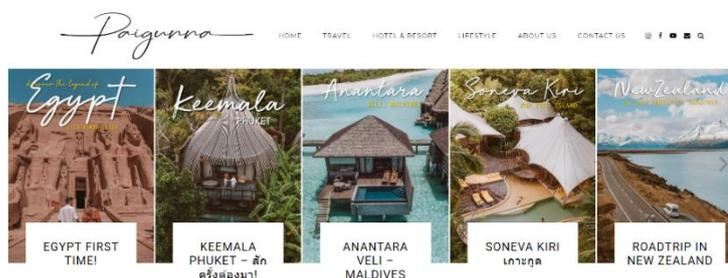 Paigunna
HOME TRAVEL HOTEL & RESORT LIFESTYLE ABOUT US CONTACT US
Egypt
Keemala
PHUKET
Anantara
VELI, MALDIVES
Soneva Kiri
New Zealand
EGYPT FIRST
TIME!
KEEMALA
PHUKET – สัก
ครั้งต้องมา!
ANANTARA
VELI –
MALDIVES
SONEVA KIRI
เกาะกูด
ROADTRIP IN
NEW ZEALAND